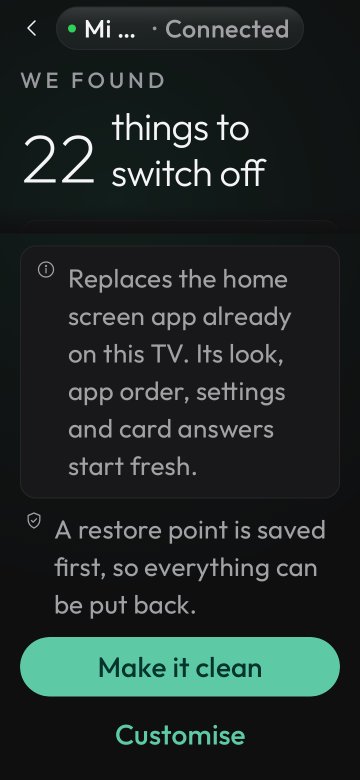 Mi ... · Connected
WE FOUND
22 things to
switch off
Replaces the home
screen app already
on this TV. Its look,
app order, settings
and card answers
start fresh.
A restore point is saved
first, so everything can
be put back.
Make it clean
Customise